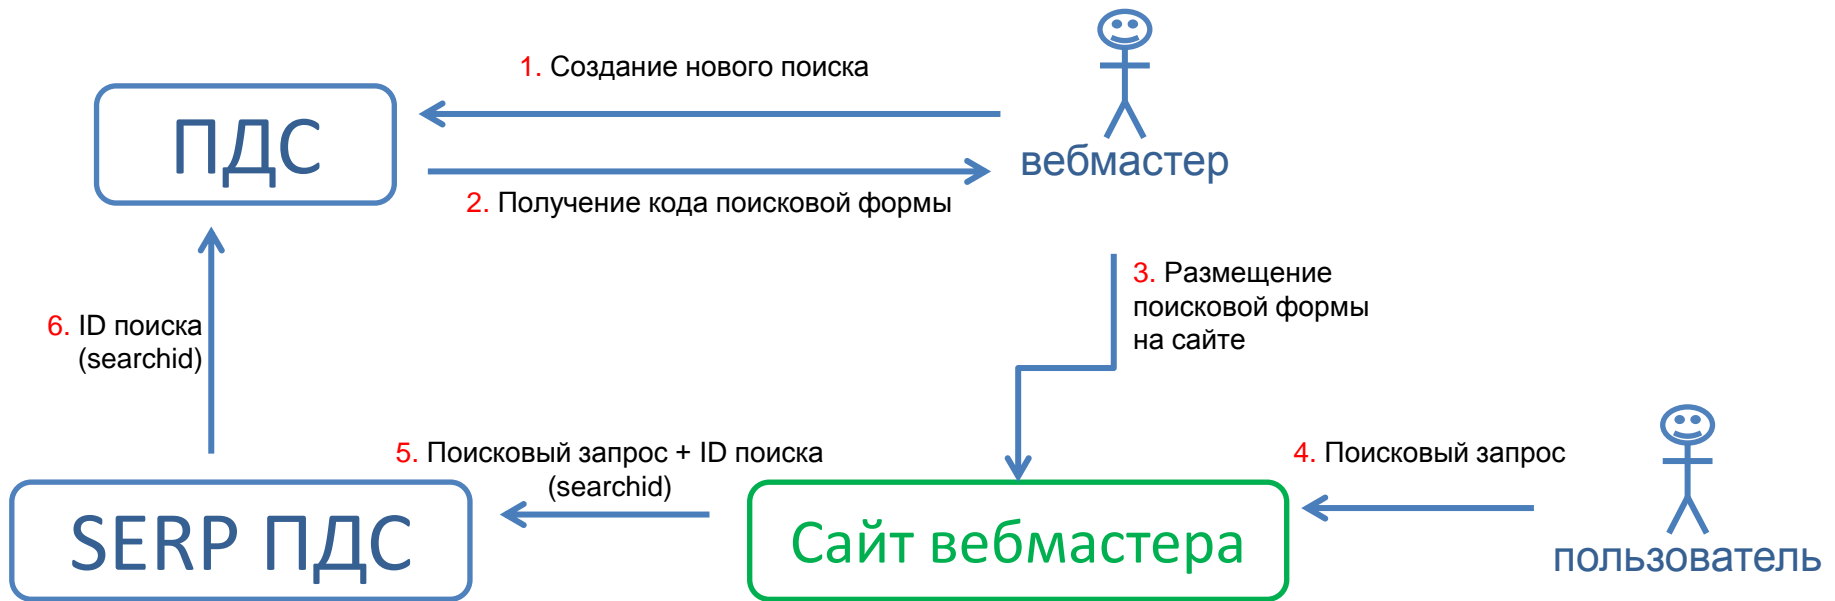 1. Создание нового поиска
ПДС
вебмастер
2. Получение кода поисковой формы
3. Размещение
поисковой формы
на сайте
6. ID поиска
(searchid)
5. Поисковый запрос + ID поиска
(searchid)
4. Поисковый запрос
SERP ПДС
Сайт вебмастера
пользователь